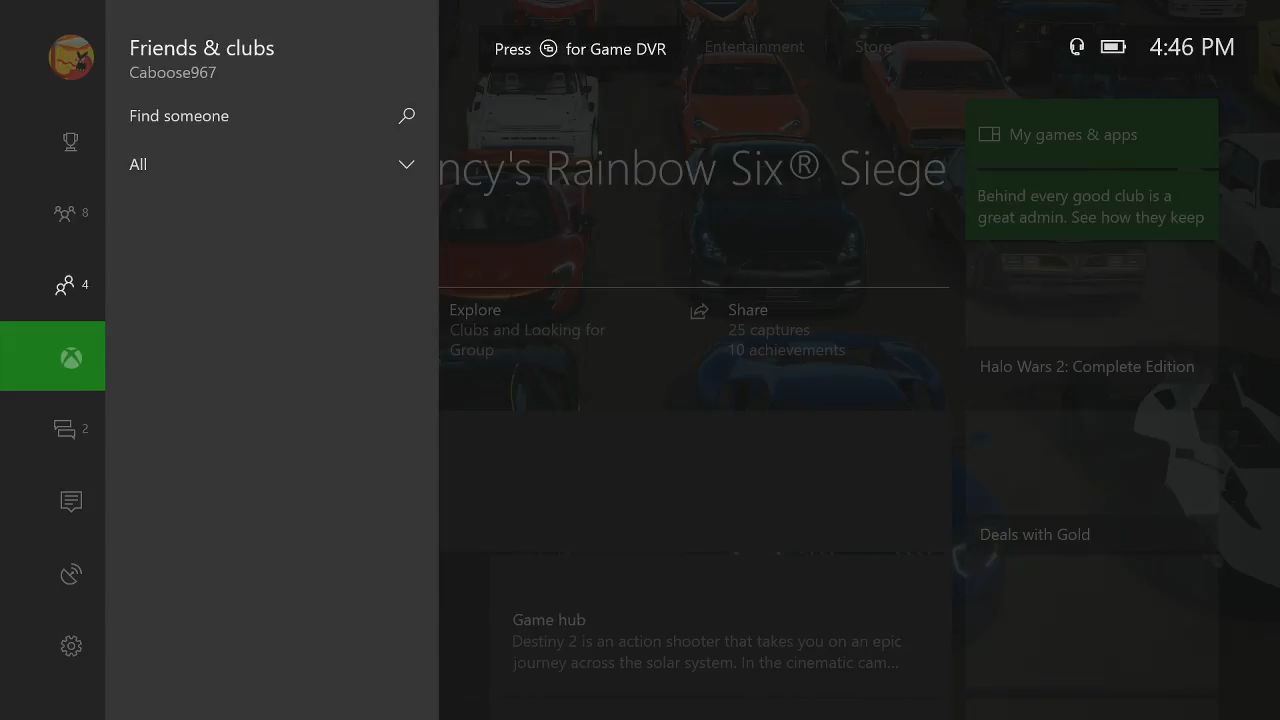 Friends & clubs
Caboose967
Find someone
All
8
4
2
Press for Game DVR
Entertainment
Store
4:46 PM
ncy's Rainbow Six® Siege
Explore
Clubs and Looking for
Group
Share
25 captures
10 achievements
My games & apps
Behind every good club is a
great admin. See how they keep
Halo Wars 2: Complete Edition
Deals with Gold
Game hub
Destiny 2 is an action shooter that takes you on an epic
journey across the solar system. In the cinematic cam...